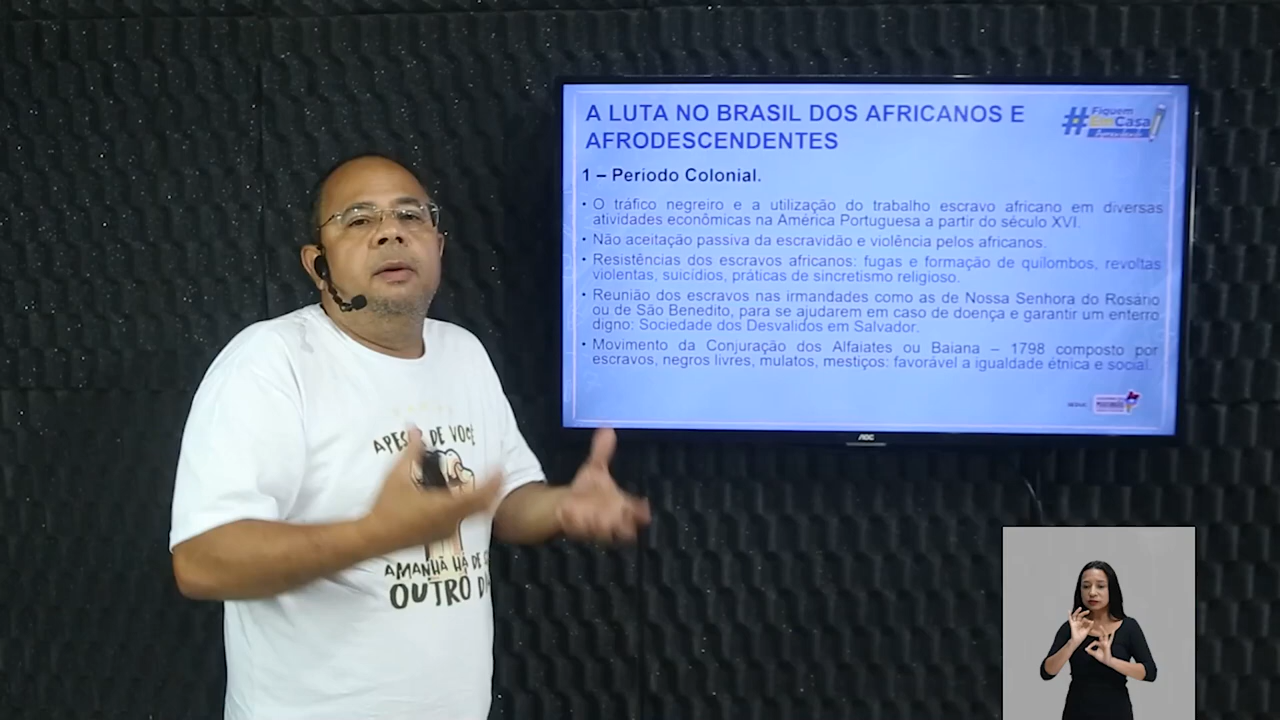 A LUTA NO BRASIL DOS AFRICANOS E
AFRODESCENDENTES
#Fiquem
EmCasa
Aprendendo
1 – Período Colonial.
• O tráfico negreiro e a utilização do trabalho escravo africano em diversas
atividades econômicas na América Portuguesa a partir do século XVI.
• Não aceitação passiva da escravidão e violência pelos africanos.
• Resistências dos escravos africanos: fugas e formação de quilombos, revoltas
violentas, suicídios, práticas de sincretismo religioso.
• Reunião dos escravos nas irmandades como as de Nossa Senhora do Rosário
ou de São Benedito, para se ajudarem em caso de doença e garantir um enterro
digno: Sociedade dos Desvalidos em Salvador.
• Movimento da Conjuração dos Alfaiates ou Baiana – 1798 composto por
escravos, negros livres, mulatos, mestiços: favorável a igualdade étnica e social.
AOC
DE VOCÊ
AMANHÃ HÁ DE
OUTRO